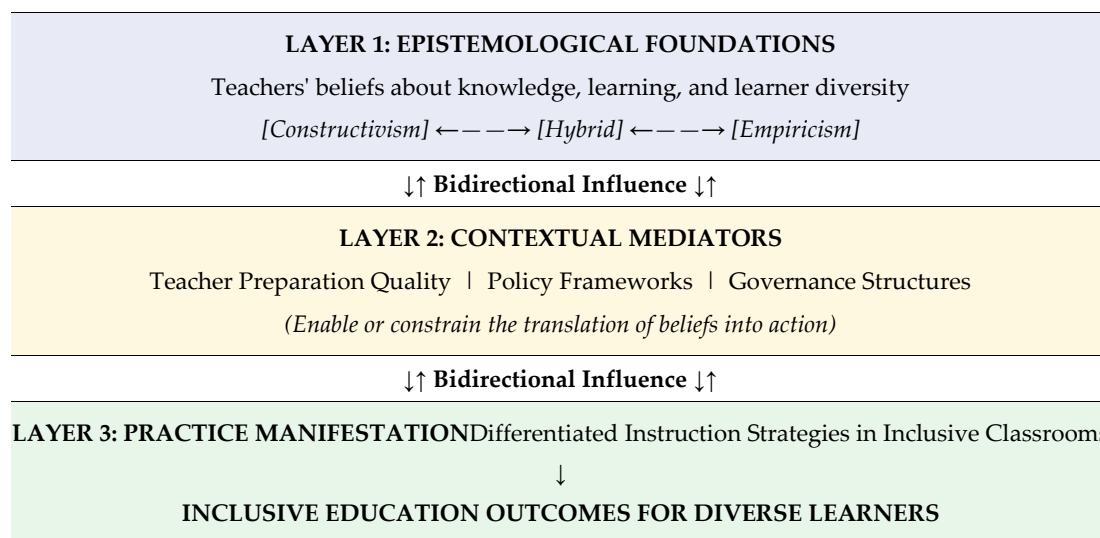 LAYER 1: EPISTEMOLOGICAL FOUNDATIONS
Teachers' beliefs about knowledge, learning, and learner diversity
[Constructivism] ←——→ [Hybrid] ←——→ [Empiricism]
↓↑ Bidirectional Influence ↓↑
LAYER 2: CONTEXTUAL MEDIATORS
Teacher Preparation Quality | Policy Frameworks | Governance Structures
(Enable or constrain the translation of beliefs into action)
↓↑ Bidirectional Influence ↓↑
LAYER 3: PRACTICE MANIFESTATIONDifferentiated Instruction Strategies in Inclusive Classrooms
↓
INCLUSIVE EDUCATION OUTCOMES FOR DIVERSE LEARNERS